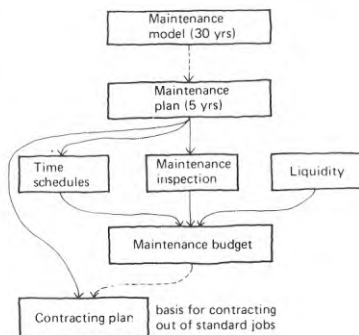 Maintenance
model (30 yrs)
Maintenance
plan (5 yrs)
Time
schedules
Maintenance
inspection
Liquidity
Maintenance budget
Contracting plan
basis for contracting
out of standard jobs